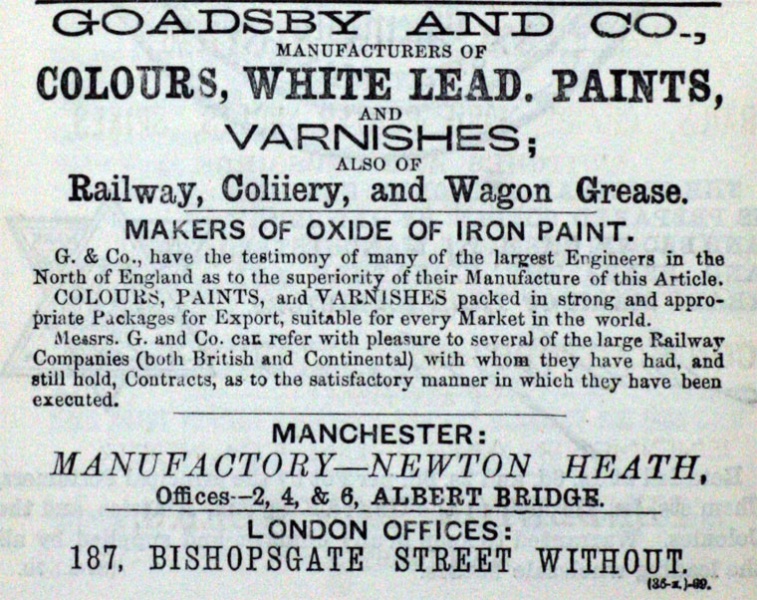 GOADSBY AND CO.,
MANUFACTURERS OF
COLOURS, WHITE LEAD. PAINTS,
AND
VARNISHES;
ALSO OF
Railway, Coliiery, and Wagon Grease.
MAKERS OF OXIDE OF IRON PAINT.
G. & Co., have the testimony of many of the largest Engineers in the
North of England as to the superiority of their Manufacture of this Article.
COLOURS, PAINTS, and VARNISHES packed in strong and appro-
priate Packages for Export, suitable for every Market in the world.
Messrs. G. and Co. can refer with pleasure to several of the large Railway
Companies (both British and Continental) with whom they have had, and
still hold, Contracts, as to the satisfactory manner in which they have been
executed.
MANCHESTER:
MANUFACTORY—NEWTON HEATH,
Offices--2, 4, & 6, ALBERT BRIDGE.
LONDON OFFICES:
187, BISHOPSGATE STREET WITHOUT.
(35-x.)-99.